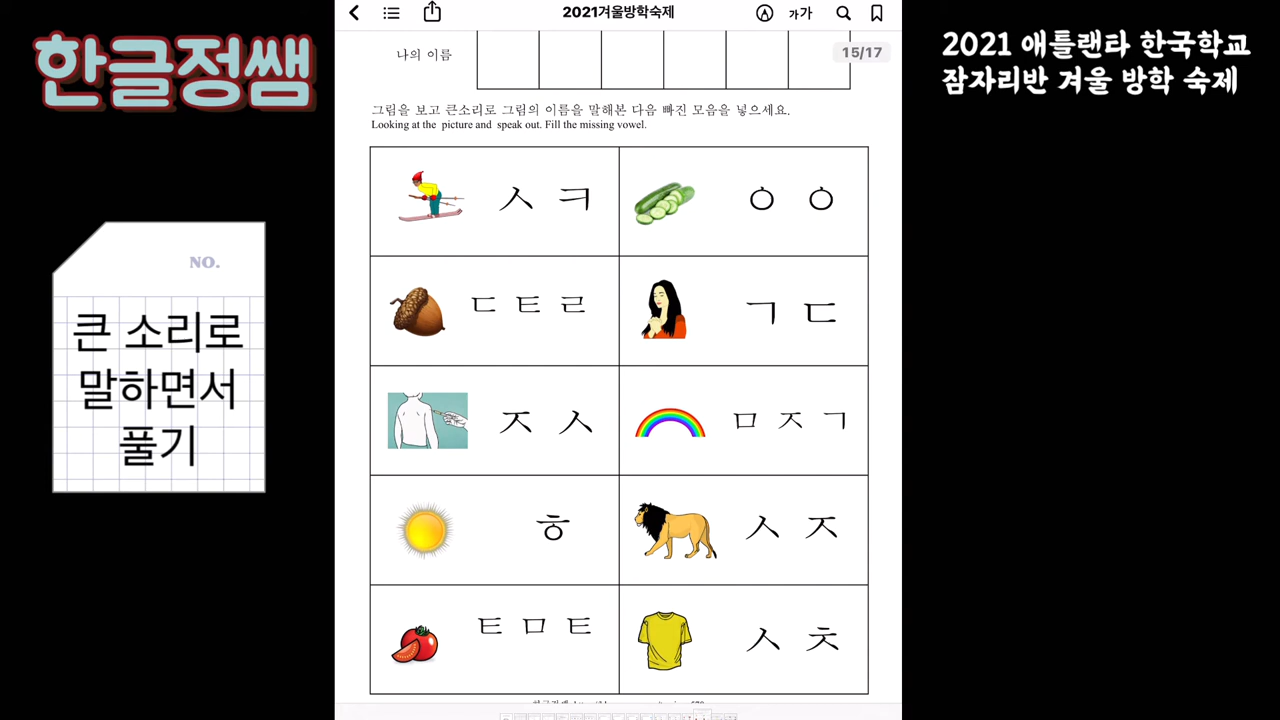 2021겨울방학숙제
가가
한글정쌤
2021 애틀랜타 한국학교
잠자리반 겨울 방학 숙제
나의 이름
15/17
그림을 보고 큰소리로 그림의 이름을 말해본 다음 빠진 모음을 넣으세요.
Looking at the picture and speak out. Fill the missing vowel.
ㅅ ㅋ
ㅇ ㅇ
ㄷ ㅌ ㄹ
ㄱ ㄷ
ㅈ ㅅ
ㅁ ㅈ ㄱ
ㅎ
ㅅ ㅈ
ㅌ ㅁ ㅌ
ㅅ ㅊ
NO.
큰 소리로
말하면서
풀기